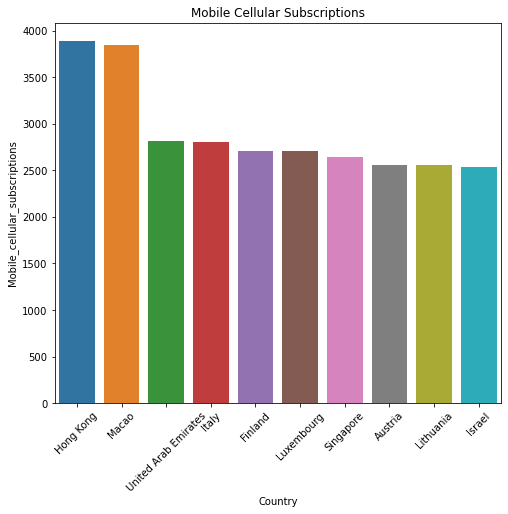 Mobile Cellular Subscriptions
Mobile_cellular_subscriptions
4000
3500
3000
2500
2000
1500
1000
500
0
Hong Kong
Macao
United Arab Emirates
Italy
Finland
Luxembourg
Singapore
Austria
Lithuania
Israel
Country